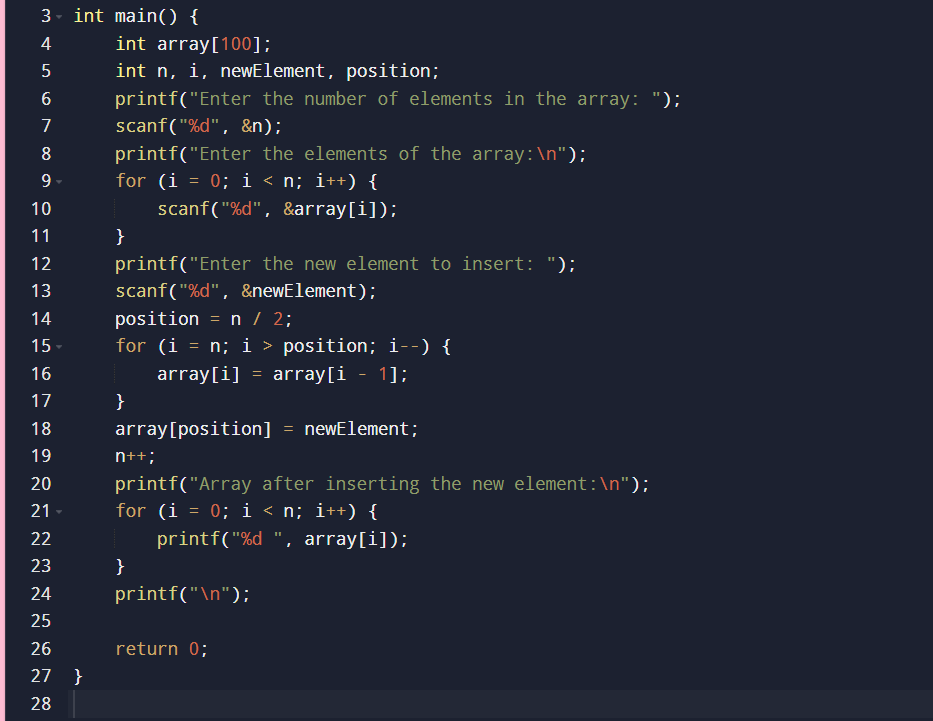 3 int main() {
4     int array[100];
5     int n, i, newElement, position;
6     printf("Enter the number of elements in the array: ");
7     scanf("%d", &n);
8     printf("Enter the elements of the array:\n");
9     for (i = 0; i < n; i++) {
10         scanf("%d", &array[i]);
11     }
12     printf("Enter the new element to insert: ");
13     scanf("%d", &newElement);
14     position = n / 2;
15     for (i = n; i > position; i--) {
16         array[i] = array[i - 1];
17     }
18     array[position] = newElement;
19     n++;
20     printf("Array after inserting the new element:\n");
21     for (i = 0; i < n; i++) {
22         printf("%d ", array[i]);
23     }
24     printf("\n");
25
26     return 0;
27 }
28